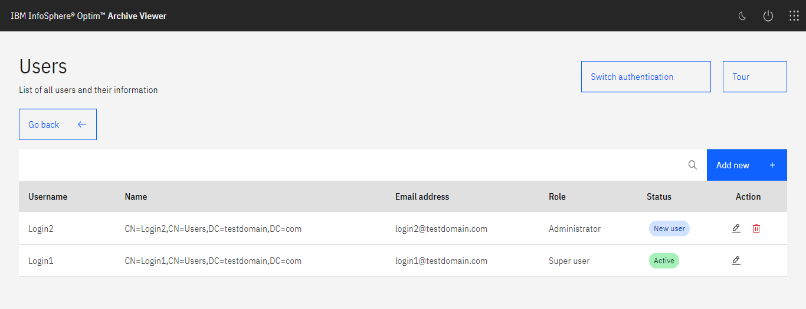 IBM InfoSphere® Optim™ Archive Viewer
Users
List of all users and their information
Switch authentication
Tour
Go back
Add new +
Username Name Email address Role Status Action
Login2 CN=Login2,CN=Users,DC=testdomain,DC=com login2@testdomain.com Administrator New user
Login1 CN=Login1,CN=Users,DC=testdomain,DC=com login1@testdomain.com Super user Active